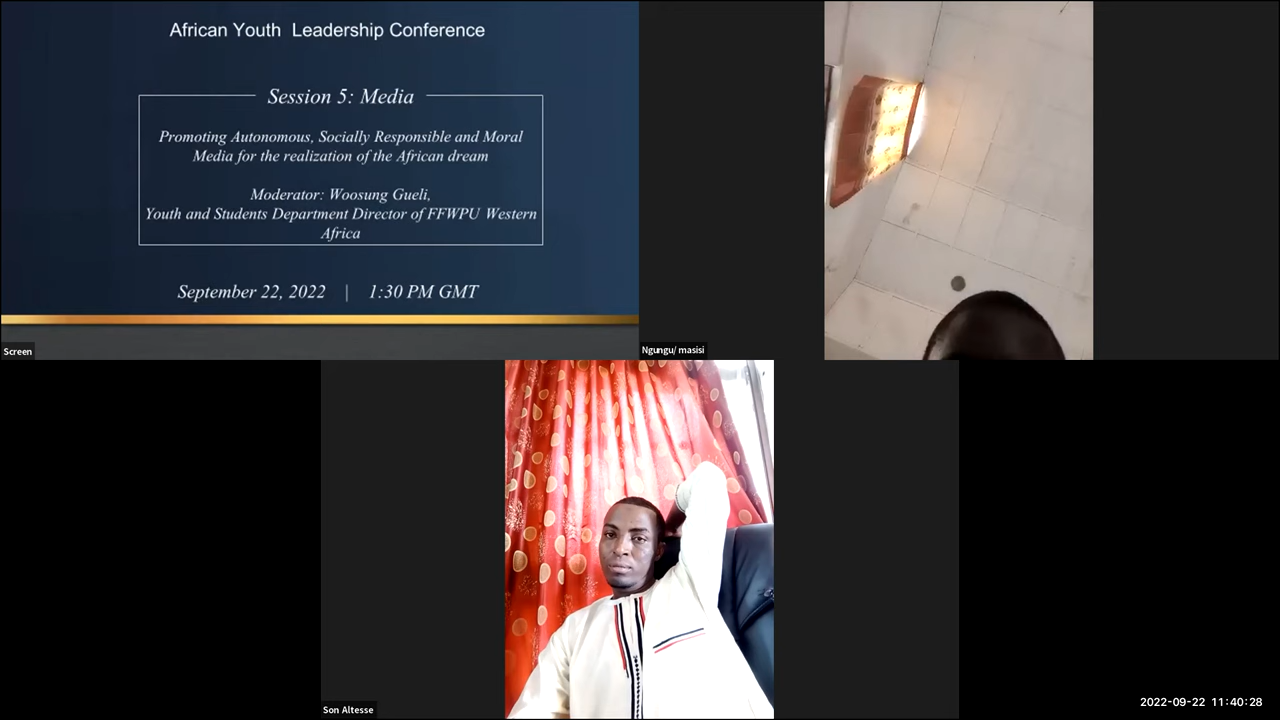 African Youth Leadership Conference
Session 5: Media
Promoting Autonomous, Socially Responsible and Moral
Media for the realization of the African dream
Moderator: Woosung Gueli,
Youth and Students Department Director of FFWPU Western
Africa
September 22, 2022 | 1:30 PM GMT
Screen
Ngungu/ masisi
Son Altesse
2022-09-22 11:40:28